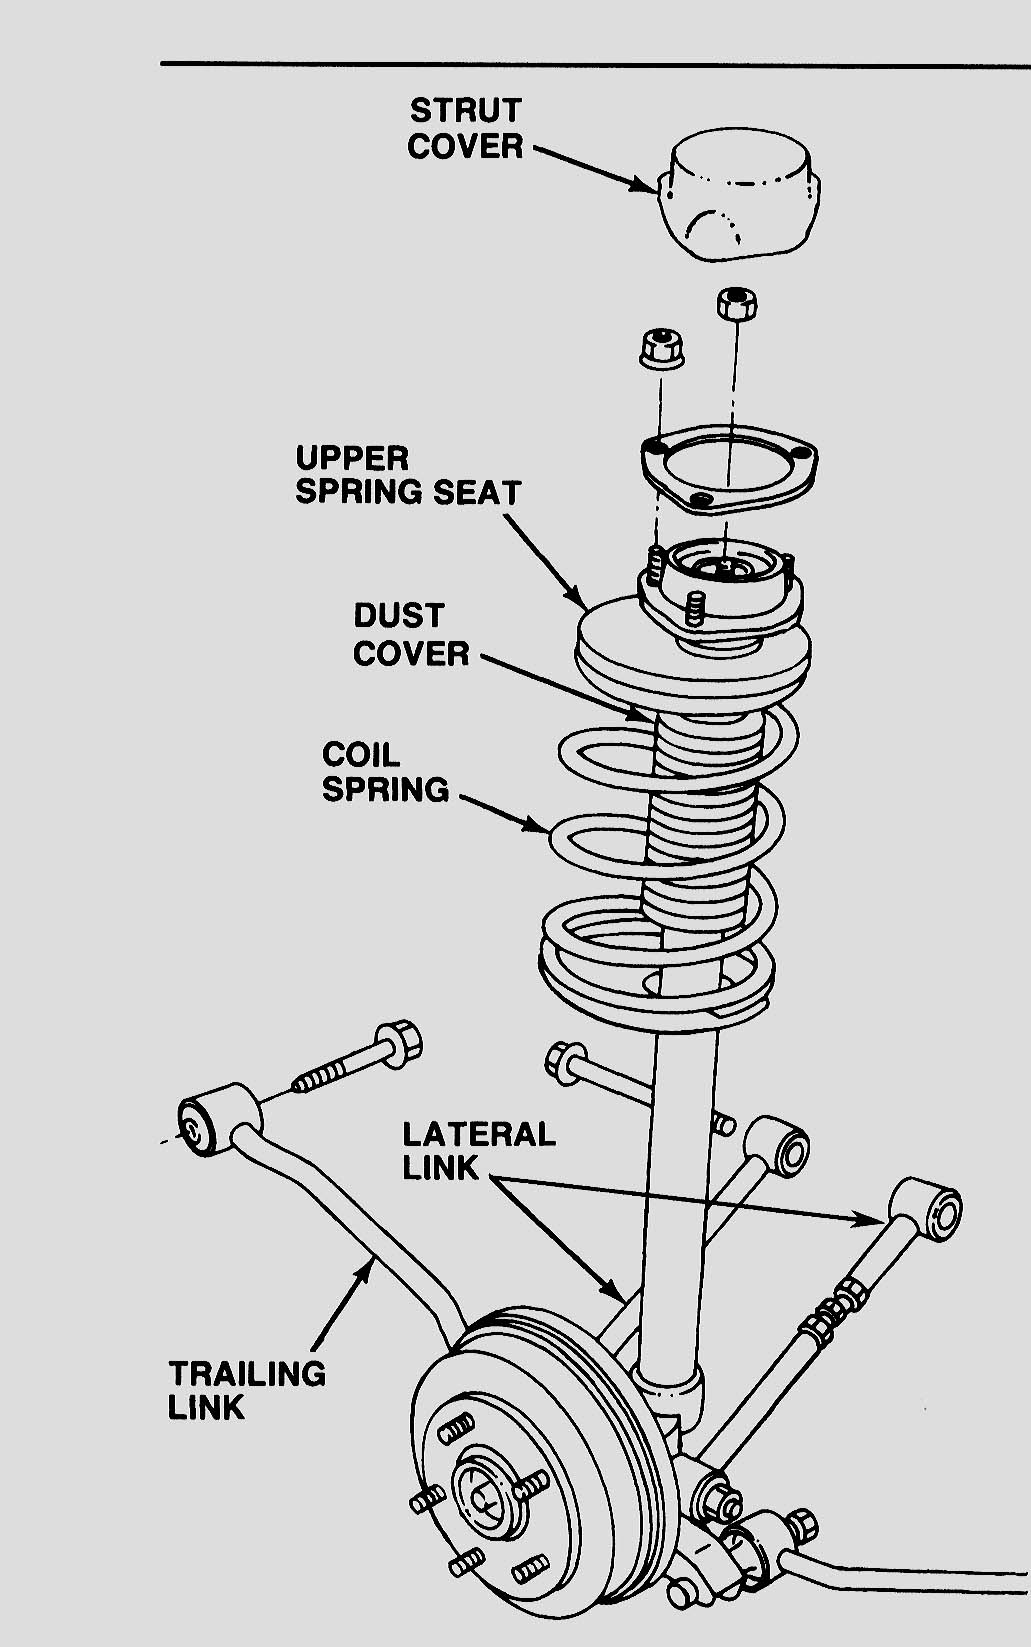 STRUT
COVER
UPPER
SPRING SEAT
DUST
COVER
COIL
SPRING
LATERAL
LINK
TRAILING
LINK